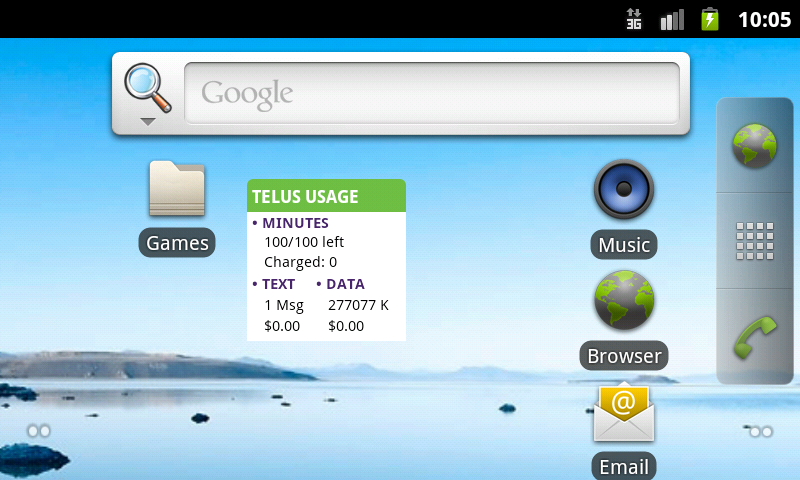 3G 10:05
Google
TELUS USAGE
• MINUTES
100/100 left
Charged: 0
• TEXT • DATA
1 Msg 277077 K
$0.00 $0.00
Games
Music
Browser
@
Email